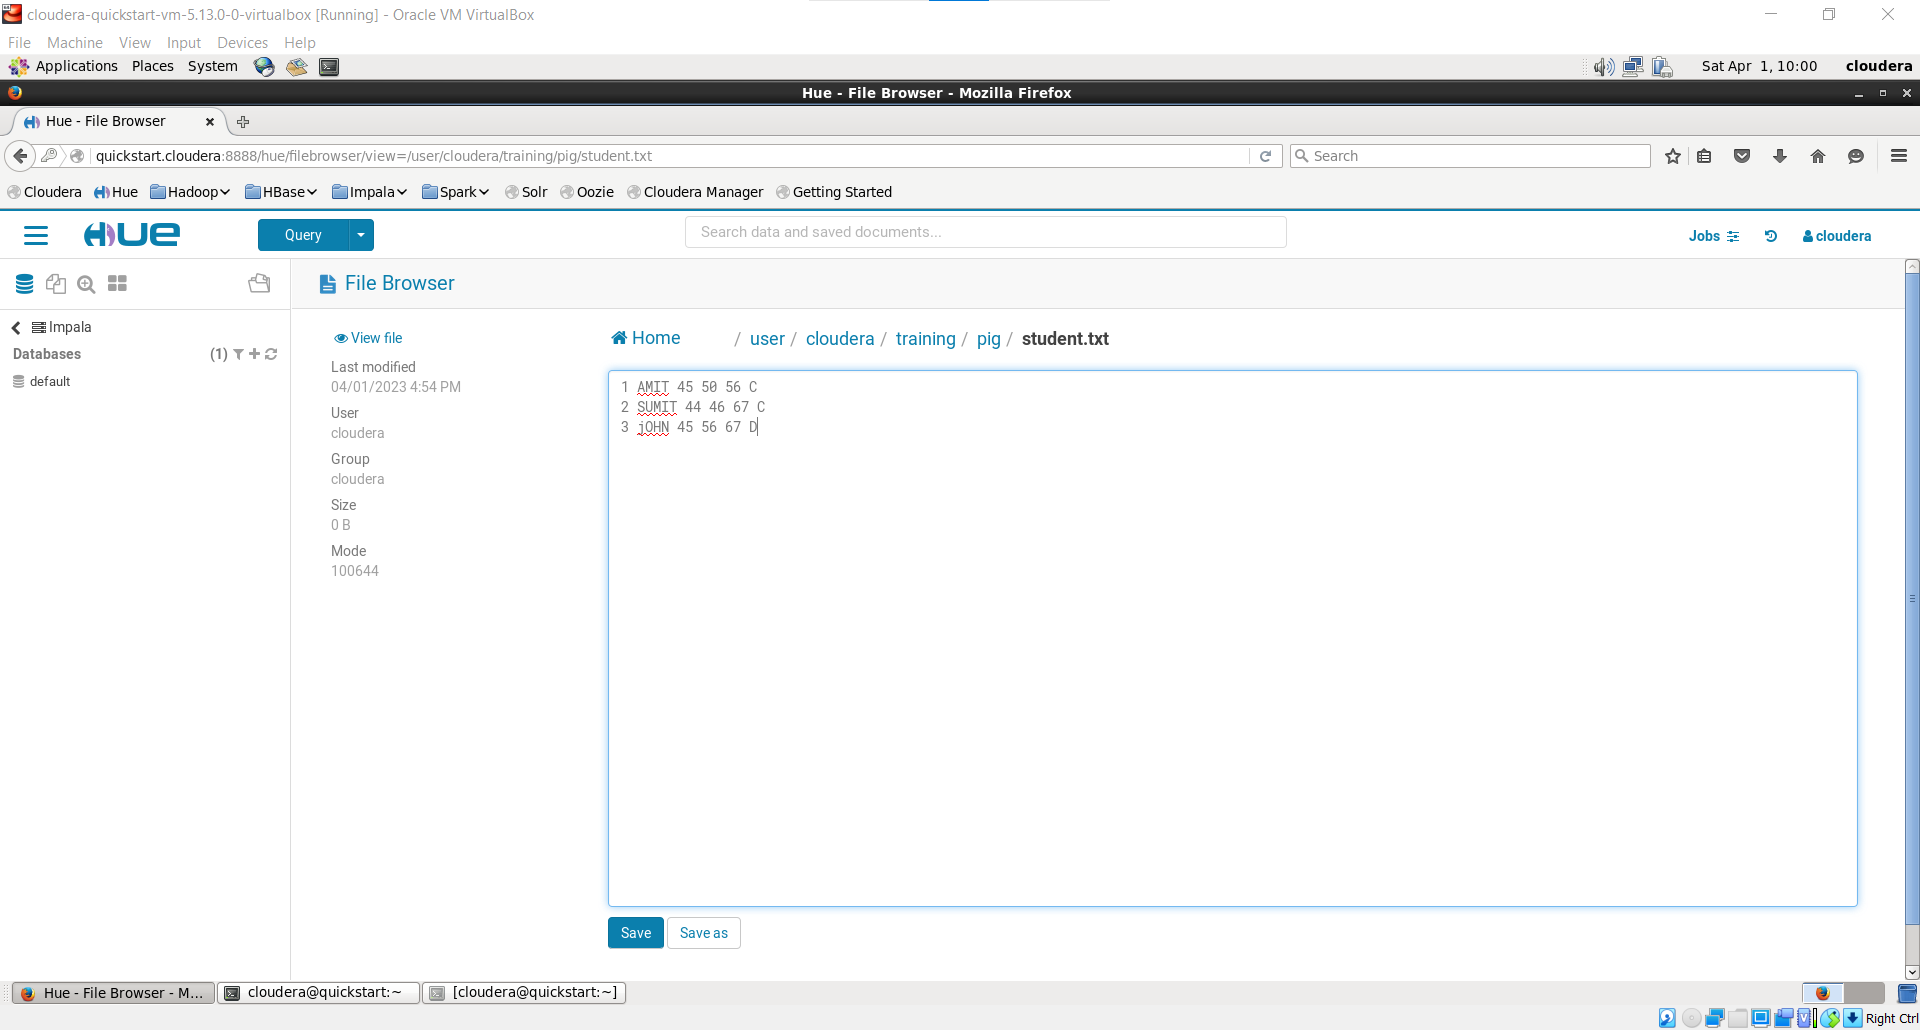 cloudera-quickstart-vm-5.13.0-0-virtualbox [Running] - Oracle VM VirtualBox
File Machine View Input Devices Help
Applications Places System Sat Apr 1, 10:00 cloudera
Hue - File Browser - Mozilla Firefox
Hue - File Browser
quickstart.cloudera:8888/hue/filebrowser/view=/user/cloudera/training/pig/student.txt Search
Cloudera Hue Hadoop HBase Impala Spark Solr Oozie Cloudera Manager Getting Started
HUE Query Search data and saved documents... Jobs cloudera
File Browser
Impala
Databases (1)
default
View file
Last modified
04/01/2023 4:54 PM
User
cloudera
Group
cloudera
Size
0 B
Mode
100644
Home / user / cloudera / training / pig / student.txt
1 AMIT 45 50 56 C
2 SUMIT 44 46 67 C
3 jOHN 45 56 67 D
Save Save as
Hue - File Browser - M... cloudera@quickstart:~ [cloudera@quickstart:~]
Right Ctrl